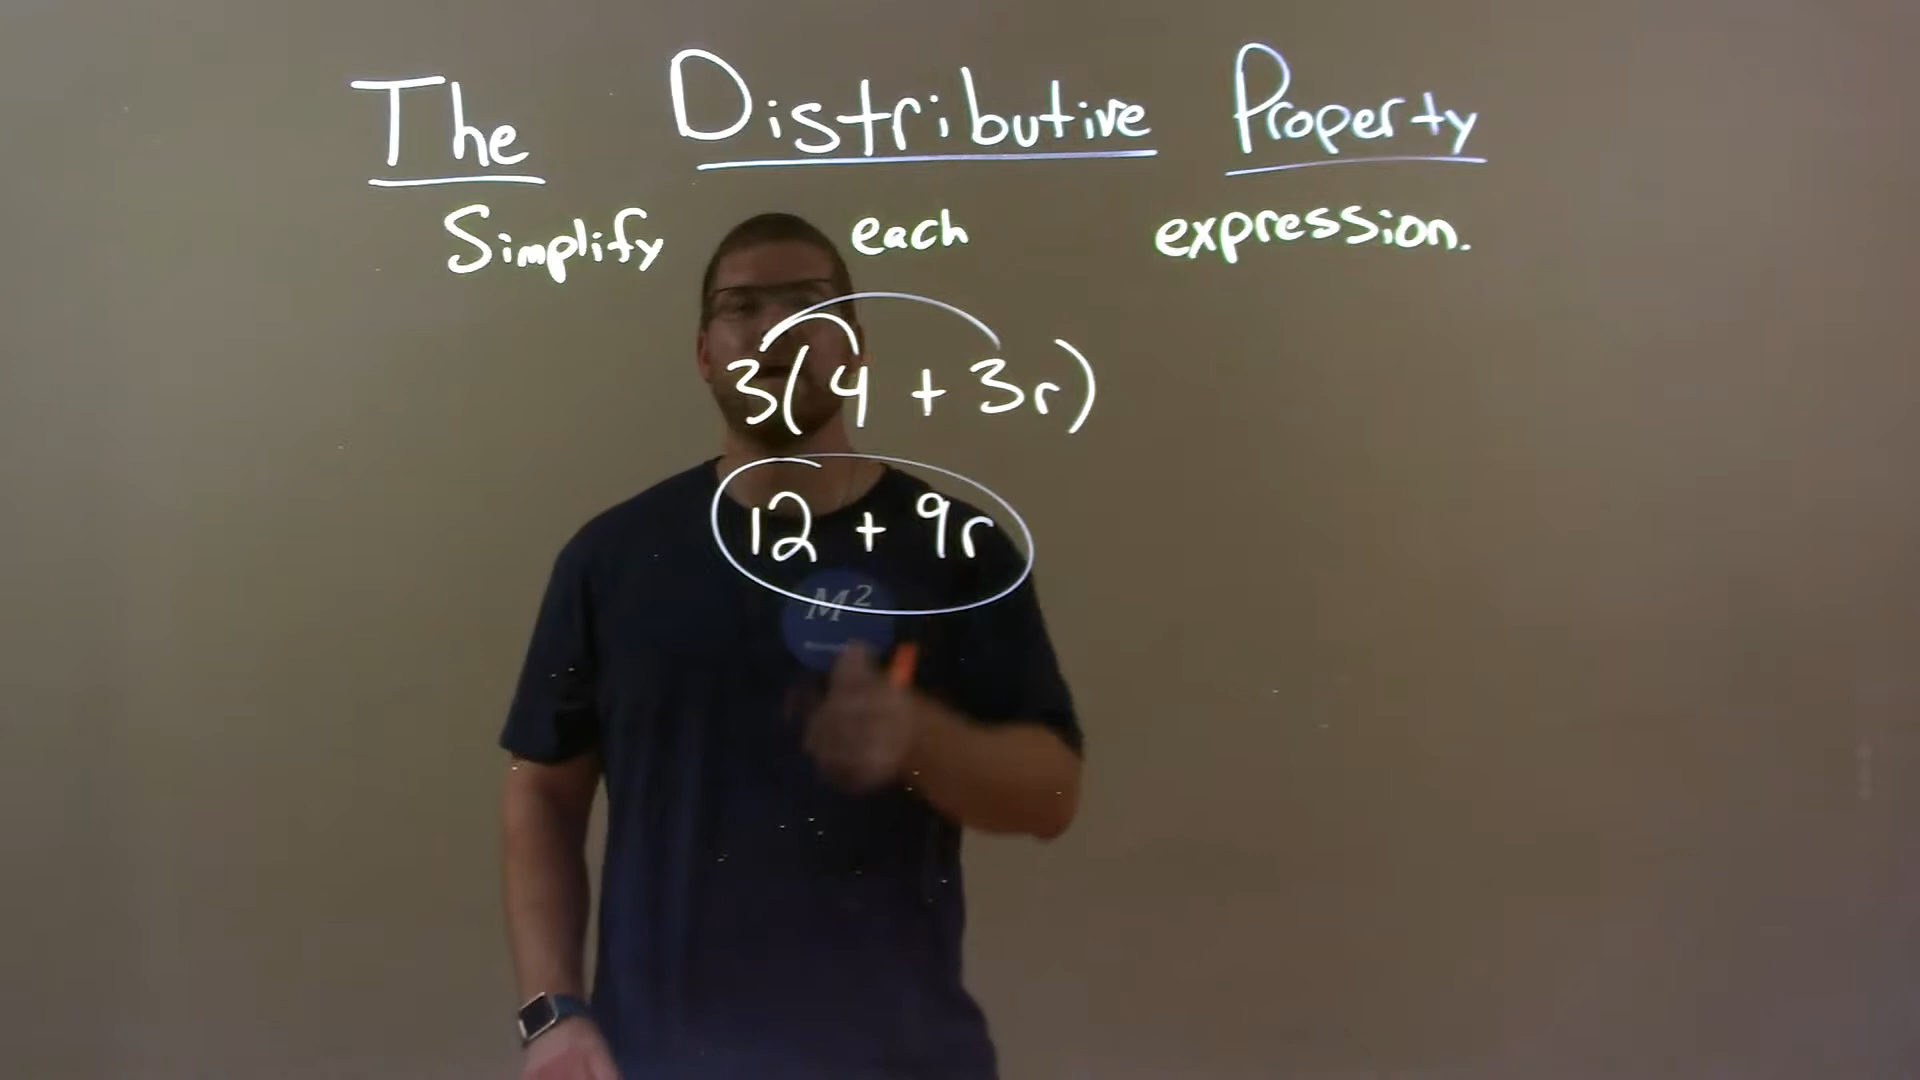 The Distributive Property
Simplify each expression.
3(4 + 3r)
12 + 9r
M²